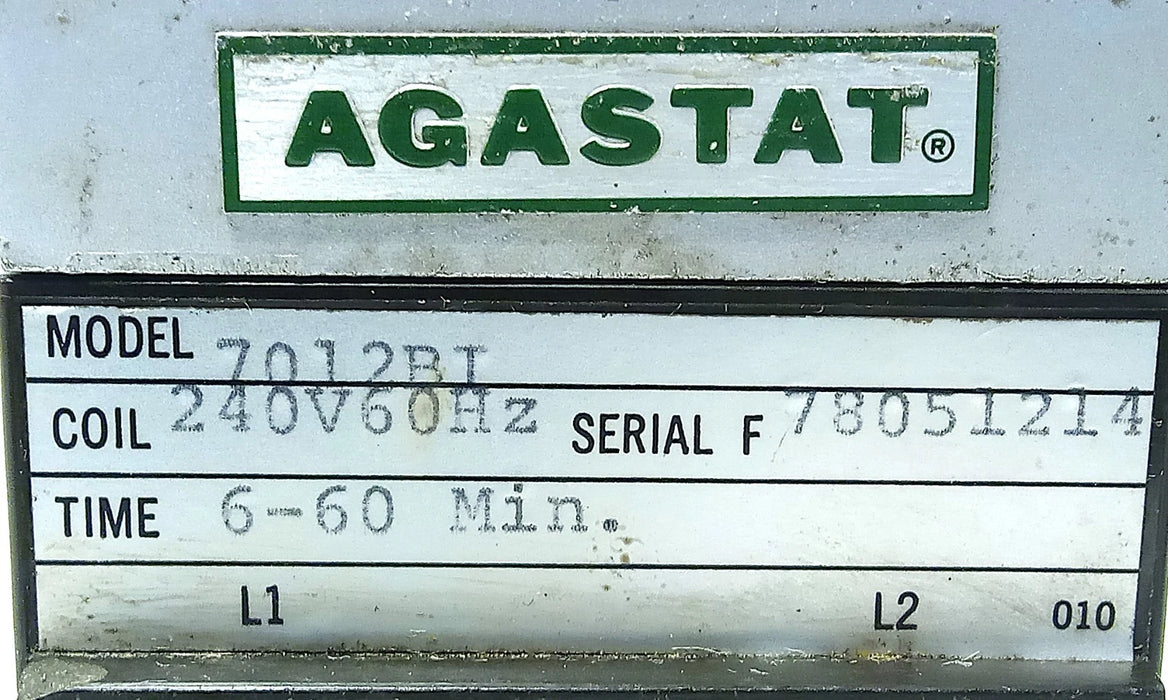 AGASTAT®
MODEL 7012BI
COIL 240V60Hz SERIAL F 78051214
TIME 6-60 Min.
L1 L2 010